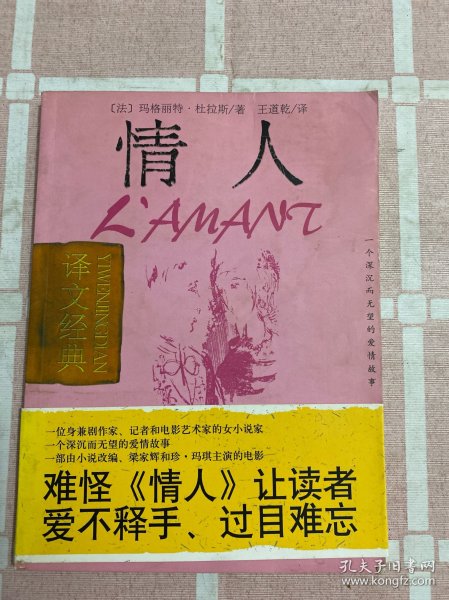 〔法〕玛格丽特·杜拉斯/著 王道乾/译
情人
L'AMANT
一个深沉而无望的爱情故事
译文经典
YIWENJINGDIAN
一位身兼剧作家、记者和电影艺术家的女小说家
一个深沉而无望的爱情故事
一部由小说改编、梁家辉和珍·玛琪主演的电影
难怪《情人》让读者
爱不释手、过目难忘
孔夫子旧书网
www.kongfz.com